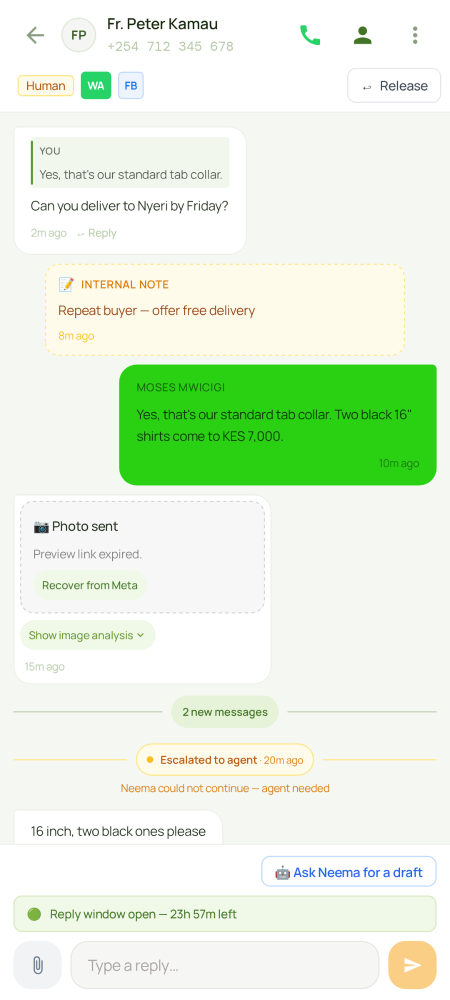 FP
Fr. Peter Kamau
+254 712 345 678
Human
WA
FB
Release
YOU
Yes, that's our standard tab collar.
Can you deliver to Nyeri by Friday?
2m ago Reply
INTERNAL NOTE
Repeat buyer — offer free delivery
8m ago
MOSES MWICIGI
Yes, that's our standard tab collar. Two black 16"
shirts come to KES 7,000.
10m ago
Photo sent
Preview link expired.
Recover from Meta
Show image analysis
15m ago
2 new messages
Escalated to agent · 20m ago
Neema could not continue — agent needed
16 inch, two black ones please
Ask Neema for a draft
Reply window open — 23h 57m left
Type a reply...